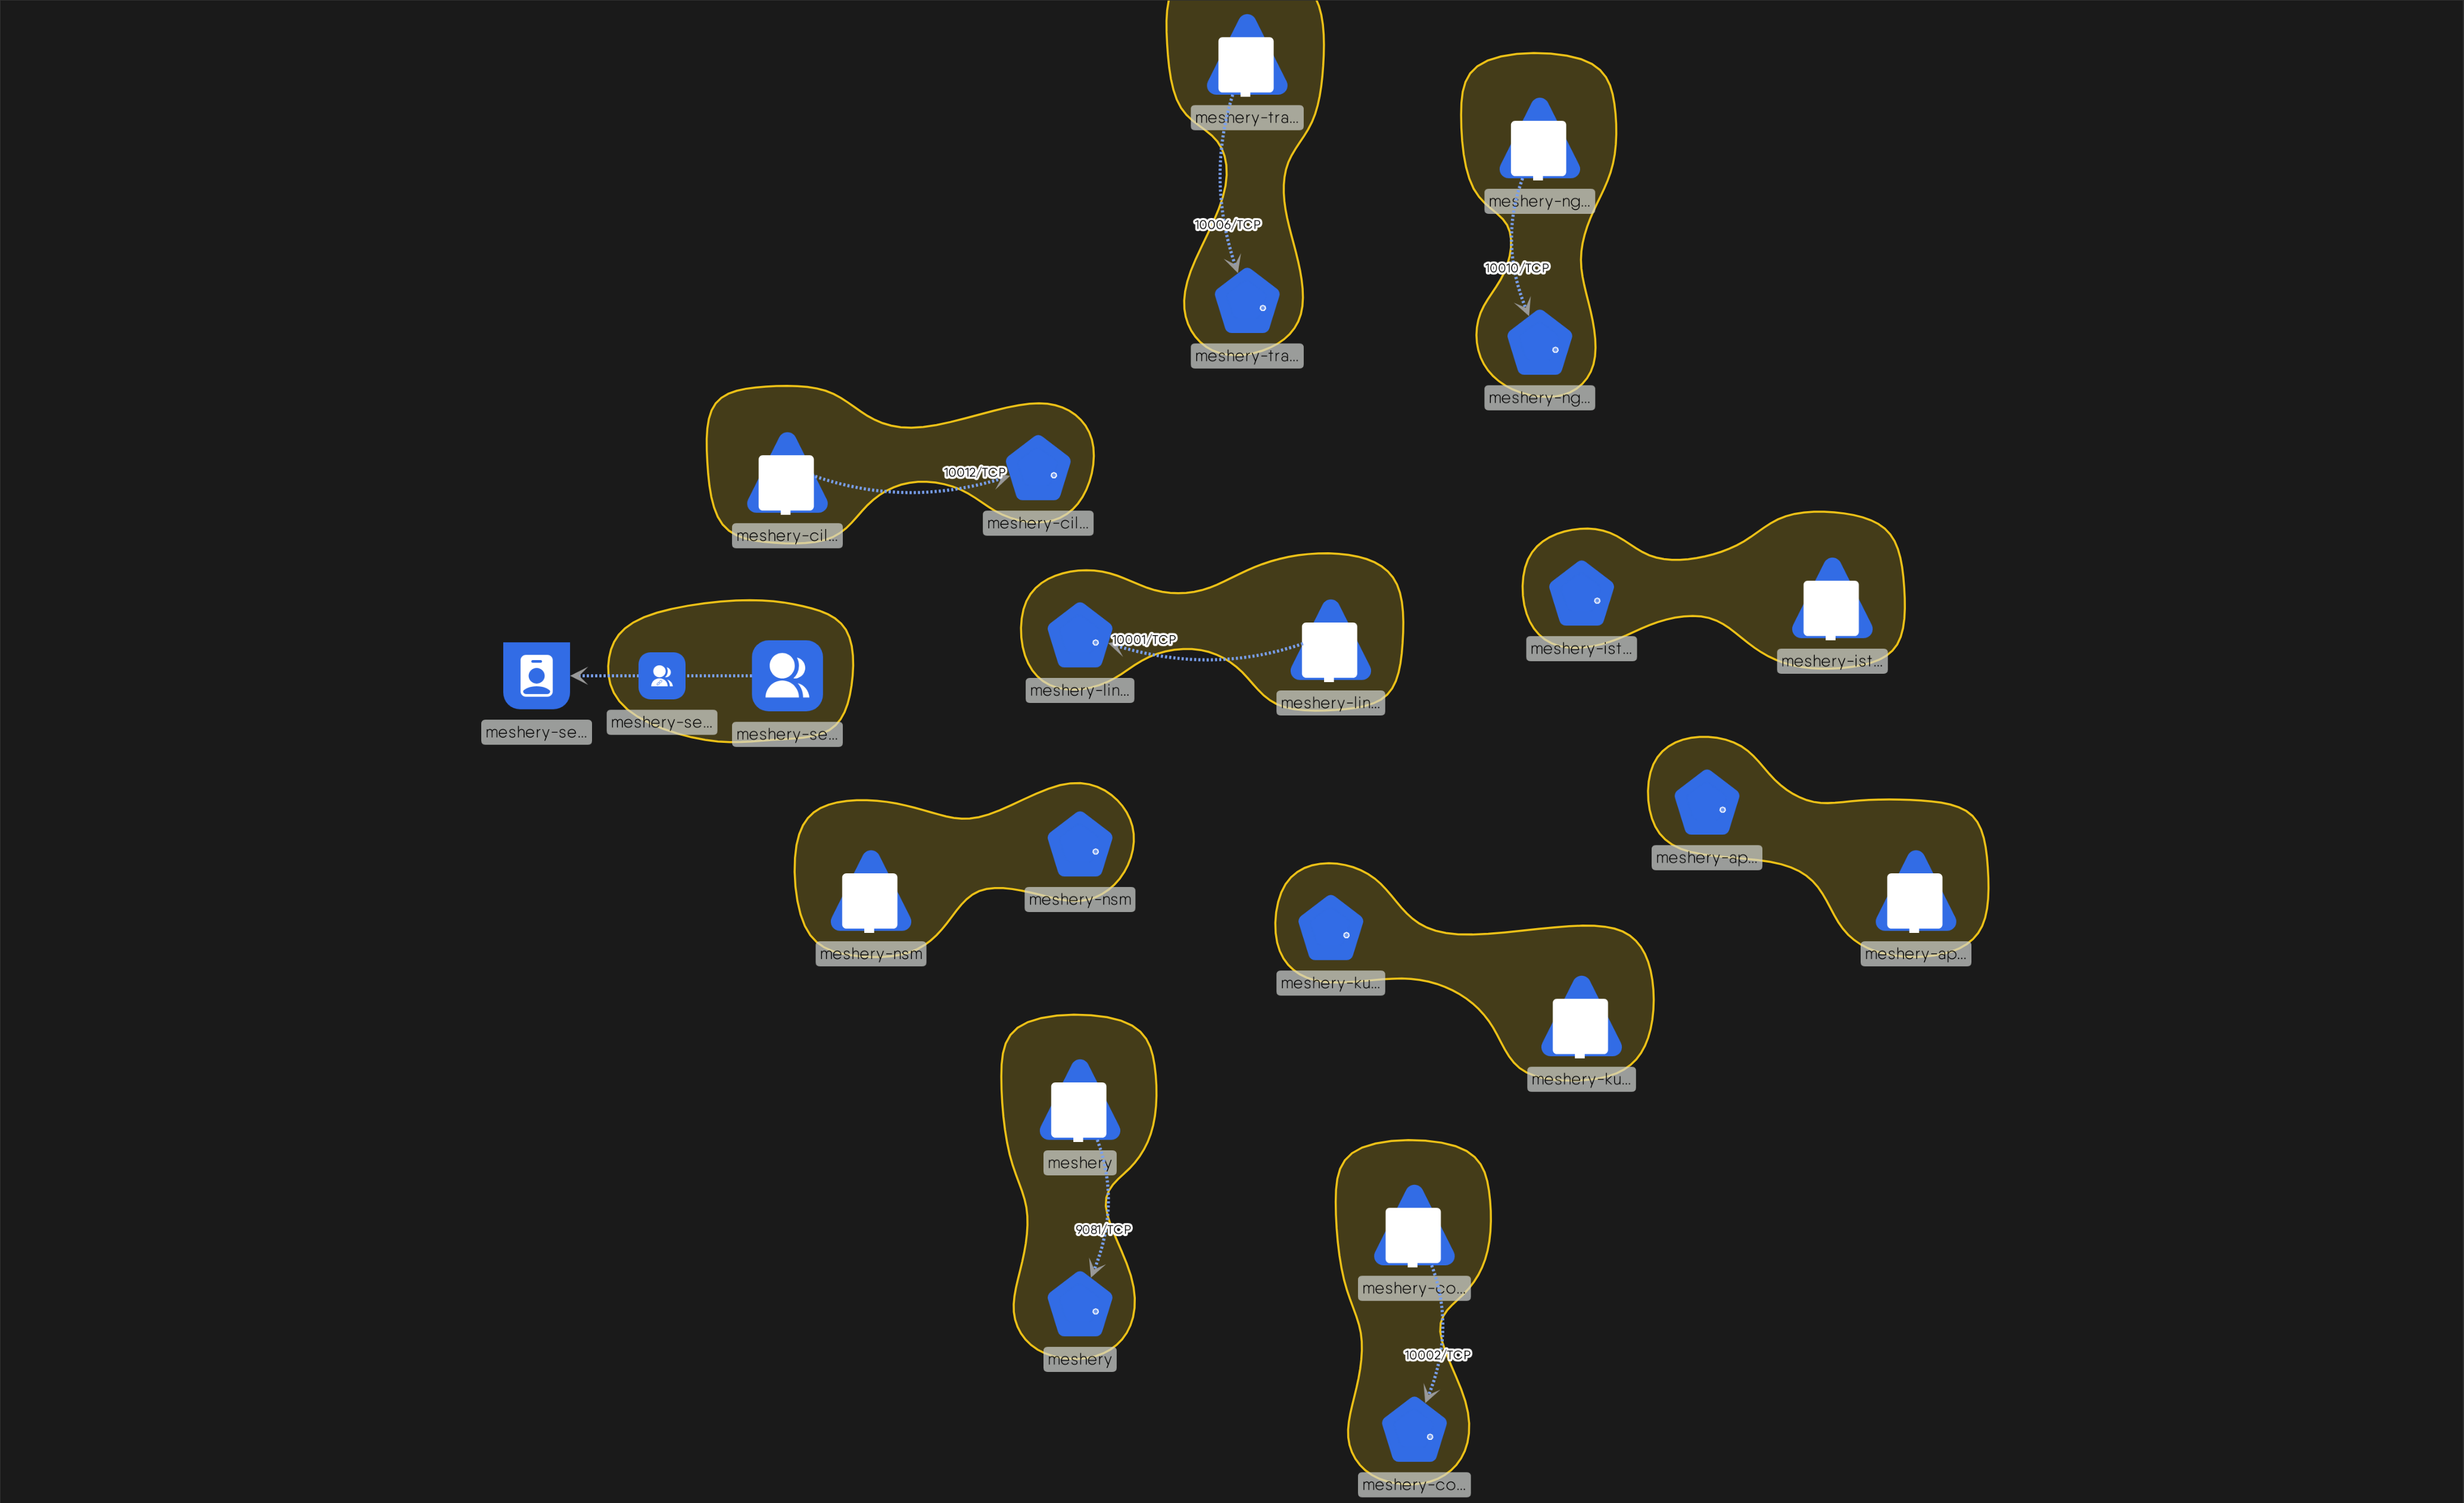 meshery-tra...
10006/TCP
meshery-tra...
meshery-ng...
10010/TCP
meshery-ng...
meshery-cil...
10012/TCP
meshery-cil...
meshery-ist...
meshery-ist...
10001/TCP
meshery-lin...
meshery-lin...
meshery-se...
meshery-se...
meshery-se...
meshery-ap...
meshery-ap...
meshery-nsm
meshery-nsm
meshery-ku...
meshery-ku...
meshery
9081/TCP
meshery
meshery-co...
10002/TCP
meshery-co...